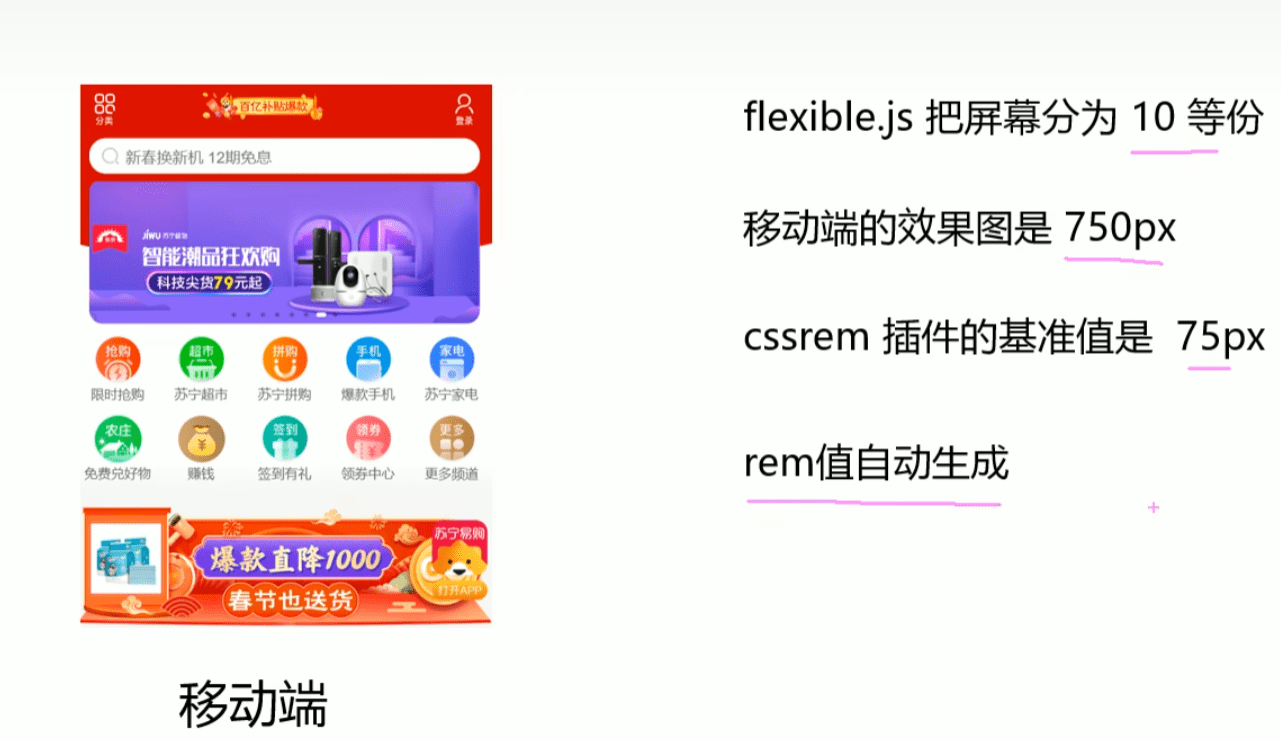 百亿补贴爆款
分类
登录
新春换新机 12期免息
JIWU 苏宁极物
智能潮品狂欢购
科技尖货79元起
抢购
超市
拼购
手机
家电
限时抢购
苏宁超市
苏宁拼购
爆款手机
苏宁家电
农庄
签到
领券
更多
免费兑好物
赚钱
签到有礼
领券中心
更多频道
苏宁易购
爆款直降1000
打开APP
春节也送货
移动端
flexible.js 把屏幕分为 10 等份
移动端的效果图是 750px
cssrem 插件的基准值是 75px
rem值自动生成